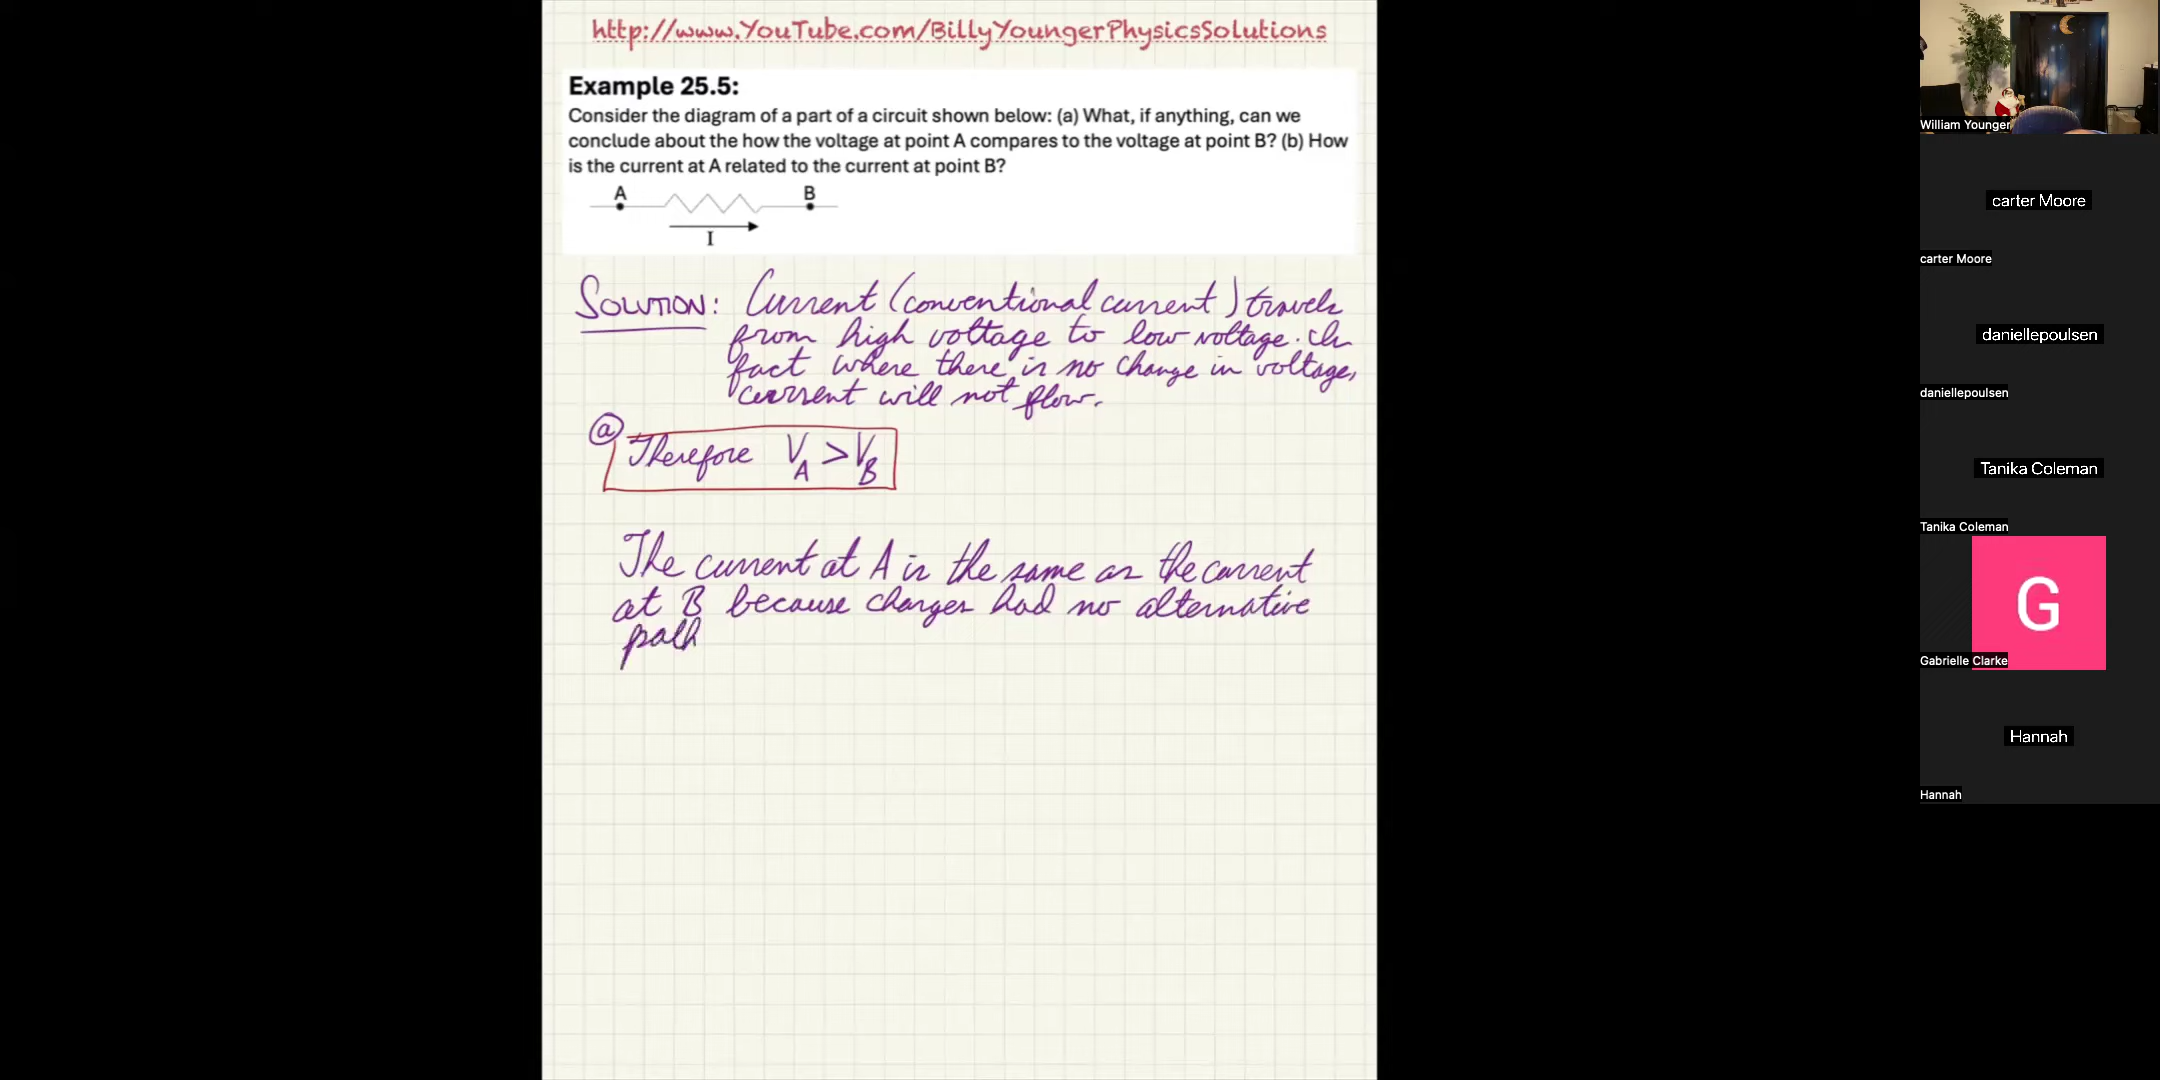 http://www.YouTube.com/BillyYoungerPhysicsSolutions
Example 25.5:
Consider the diagram of a part of a circuit shown below: (a) What, if anything, can we
conclude about the how the voltage at point A compares to the voltage at point B? (b) How
is the current at A related to the current at point B?
A B
I
SOLUTION: Current (conventional current) travels
from high voltage to low voltage. In
fact where there is no change in voltage,
current will not flow.
(a)
Therefore V_A > V_B
The current at A is the same as the current
at B because charges had no alternative
path
William Younger
carter Moore
carter Moore
daniellepoulsen
daniellepoulsen
Tanika Coleman
Tanika Coleman
G
Gabrielle Clarke
Hannah
Hannah